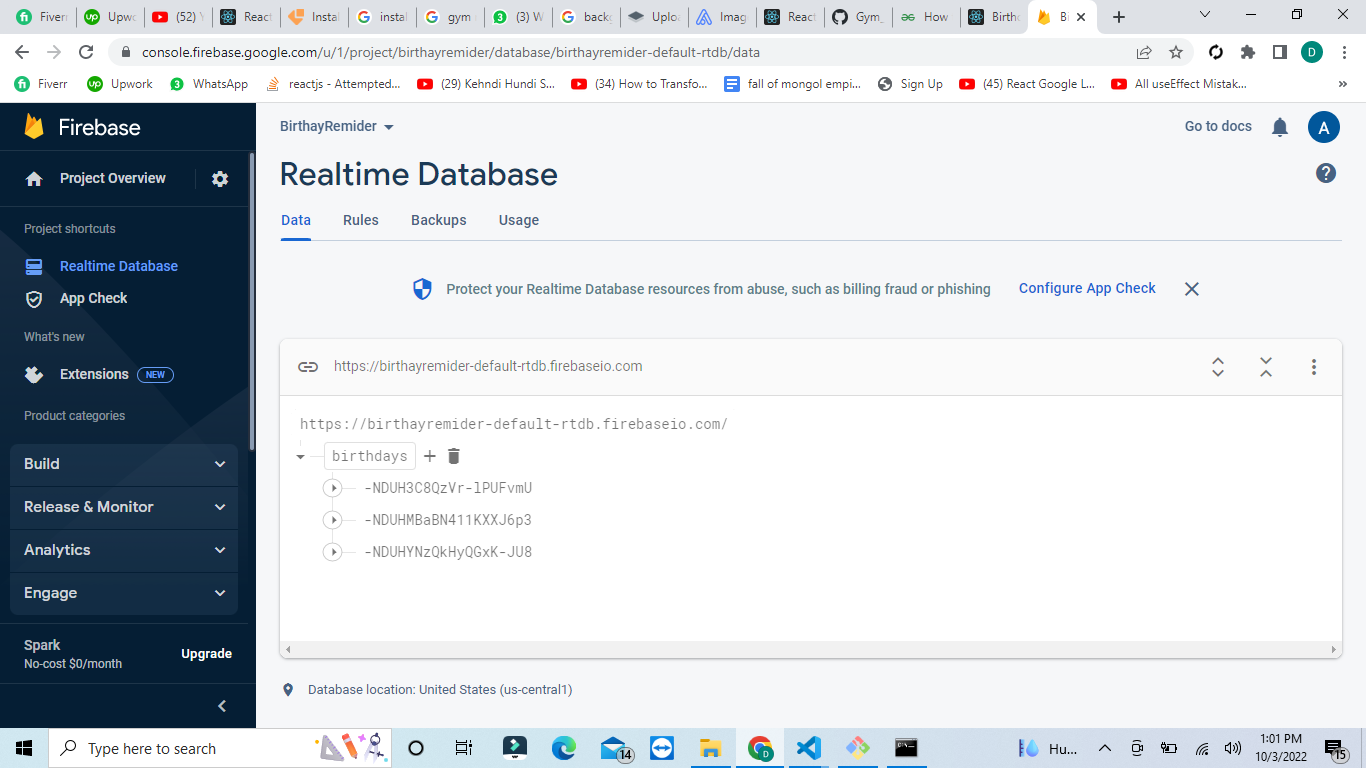 Fiverr
Upwo
(52) Y
React
Instal
instal
gym
(3) W
backg
Uploa
Imag
React
Gym_
How
Birth
Bi
console.firebase.google.com/u/1/project/birthayremider/database/birthayremider-default-rtdb/data
D
Fiverr
Upwork
WhatsApp
reactjs - Attempted...
(29) Kehndi Hundi S...
(34) How to Transfo...
fall of mongol empi...
Sign Up
(45) React Google L...
All useEffect Mistak...
»
Firebase
BirthayRemider
Go to docs
A
Project Overview
Realtime Database
Project shortcuts
Data
Rules
Backups
Usage
Realtime Database
App Check
Protect your Realtime Database resources from abuse, such as billing fraud or phishing
Configure App Check
What's new
Extensions
NEW
https://birthayremider-default-rtdb.firebaseio.com
Product categories
https://birthayremider-default-rtdb.firebaseio.com/
Build
birthdays
-NDUH3C8QzVr-lPUFvmU
Release & Monitor
-NDUHMBaBN411KXXJ6p3
Analytics
-NDUHYNzQkHyQGxK-JU8
Engage
Spark
No-cost $0/month
Upgrade
Database location: United States (us-central1)
Type here to search
14
Hu...
1:01 PM
10/3/2022
15